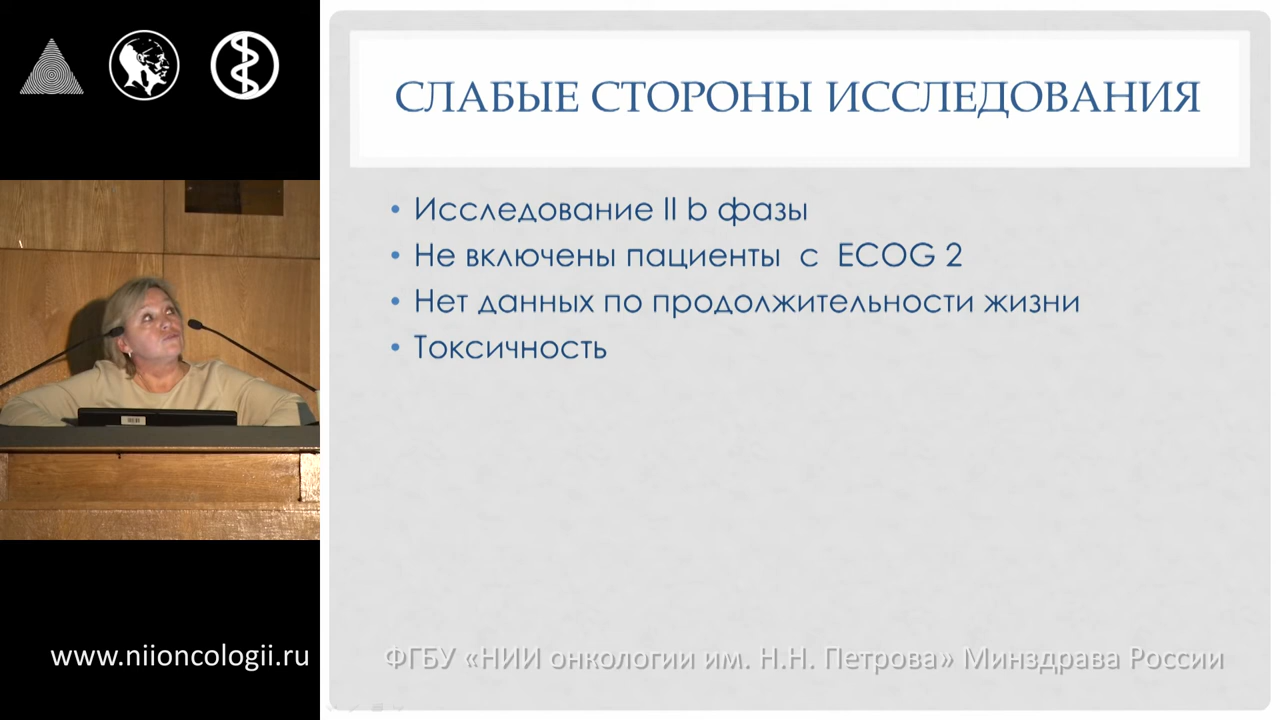 СЛАБЫЕ СТОРОНЫ ИССЛЕДОВАНИЯ
• Исследование II b фазы
• Не включены пациенты с ECOG 2
• Нет данных по продолжительности жизни
• Токсичность
www.niioncologii.ru
ФГБУ «НИИ онкологии им. Н.Н. Петрова» Минздрава России